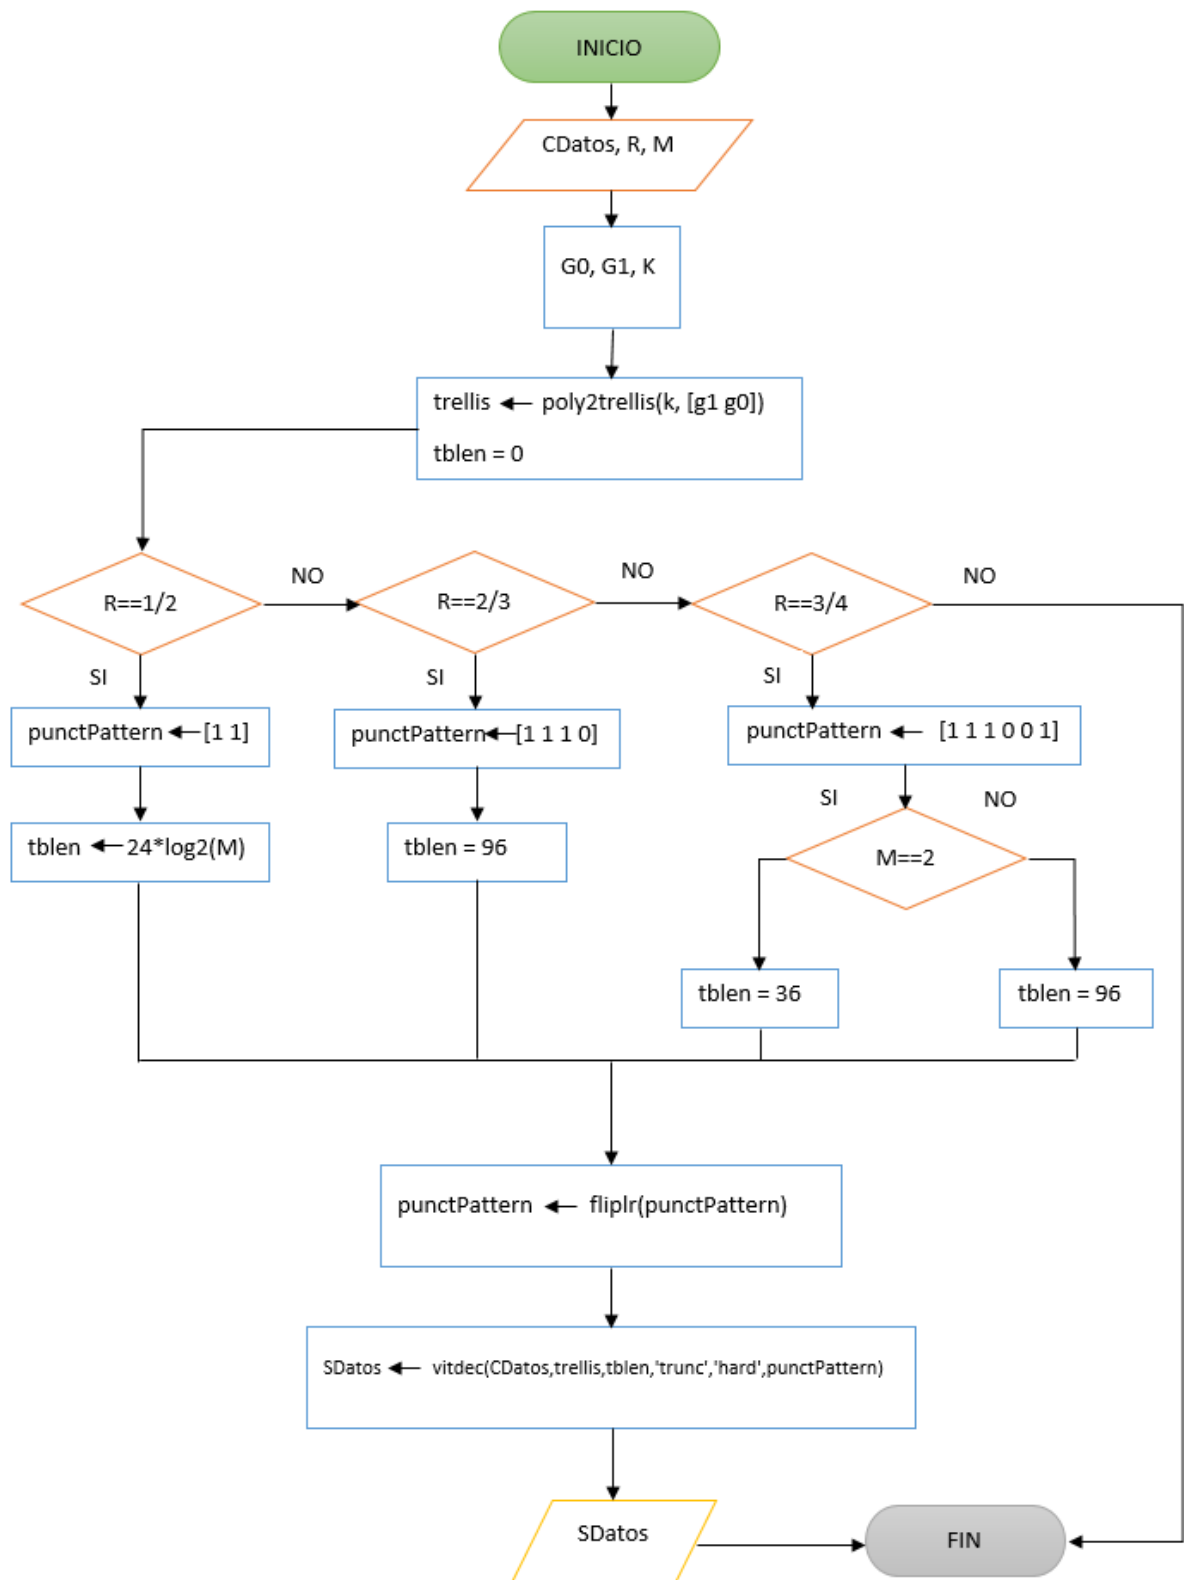 INICIO
CDatos, R, M
G0, G1, K
trellis ← poly2trellis(k, [g1 g0])
tblen = 0
R==1/2
NO
R==2/3
NO
R==3/4
NO
SI
SI
SI
punctPattern ← [1 1]
punctPattern ← [1 1 1 0]
punctPattern ← [1 1 1 0 0 1]
tblen ← 24*log2(M)
tblen = 96
SI
NO
M==2
tblen = 36
tblen = 96
punctPattern ← fliplr(punctPattern)
SDatos ← vitdec(CDatos,trellis,tblen,'trunc','hard',punctPattern)
SDatos
FIN